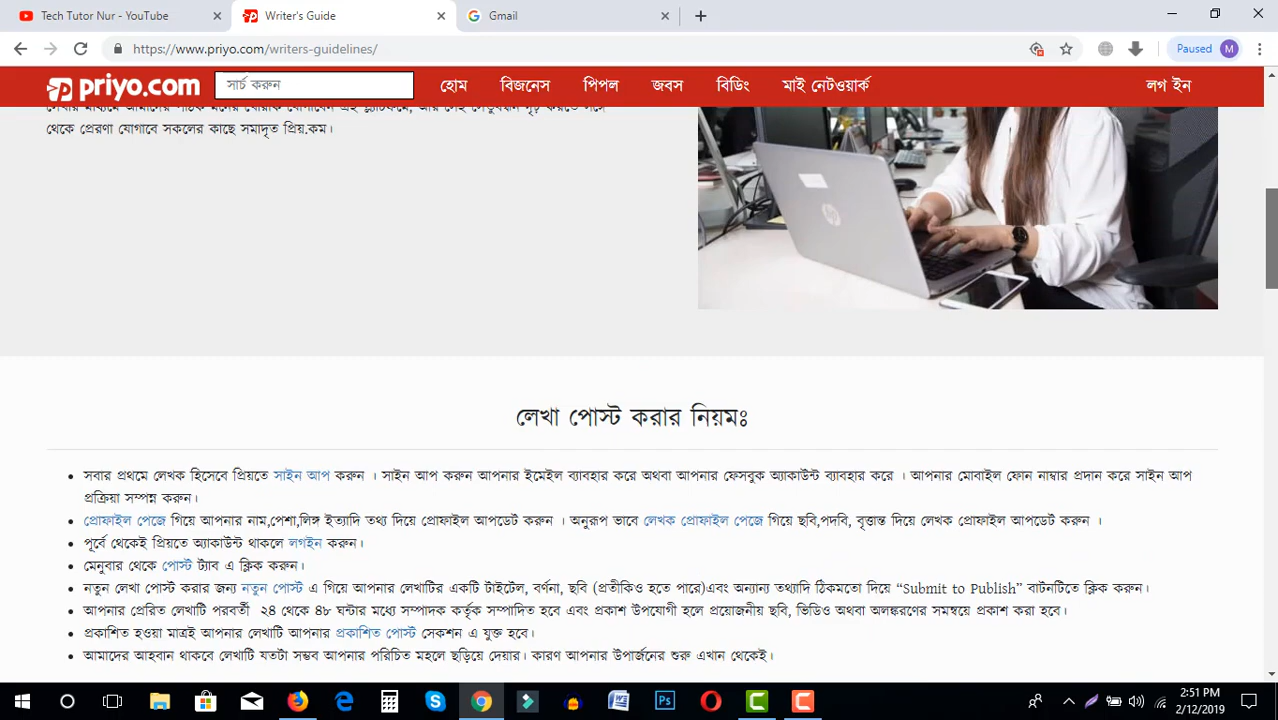 Tech Tutor Nur - YouTube
Writer's Guide
Gmail
https://www.priyo.com/writers-guidelines/
Paused M
priyo.com
সার্চ করুন
হোম
বিজনেস
পিপল
জবস
বিডিং
মাই নেটওয়ার্ক
লগ ইন
থেকে প্রেরণা যোগাবে সকলের কাছে সমাদৃত প্রিয়.কম।
hp
লেখা পোস্ট করার নিয়মঃ
সবার প্রথমে লেখক হিসেবে প্রিয়তে সাইন আপ করুন । সাইন আপ করুন আপনার ইমেইল ব্যাবহার করে অথবা আপনার ফেসবুক অ্যাকাউন্ট ব্যাবহার করে । আপনার মোবাইল ফোন নাম্বার প্রদান করে সাইন আপ
প্রক্রিয়া সম্পন্ন করুন।
প্রোফাইল পেজে গিয়ে আপনার নাম,পেশা,লিঙ্গ ইত্যাদি তথ্য দিয়ে প্রোফাইল আপডেট করুন । অনুরূপ ভাবে লেখক প্রোফাইল পেজে গিয়ে ছবি,পদবি, বৃত্তান্ত দিয়ে লেখক প্রোফাইল আপডেট করুন ।
পূর্বে থেকেই প্রিয়তে অ্যাকাউন্ট থাকলে লগইন করুন।
মেনুবার থেকে পোস্ট ট্যাব এ ক্লিক করুন।
নতুন লেখা পোস্ট করার জন্য নতুন পোস্ট এ গিয়ে আপনার লেখাটির একটি টাইটেল, বর্ণনা, ছবি (প্রতীকিও হতে পারে)এবং অন্যান্য তথ্যাদি ঠিকমতো দিয়ে “Submit to Publish” বাটনটিতে ক্লিক করুন।
আপনার প্রেরিত লেখাটি পরবর্তী ২৪ থেকে ৪৮ ঘন্টার মধ্যে সম্পাদক কর্তৃক সম্পাদিত হবে এবং প্রকাশ উপযোগী হলে প্রয়োজনীয় ছবি, ভিডিও অথবা অলঙ্করণের সমন্বয়ে প্রকাশ করা হবে।
প্রকাশিত হওয়া মাত্রই আপনার লেখাটি আপনার প্রকাশিত পোস্ট সেকশন এ যুক্ত হবে।
আমাদের আহবান থাকবে লেখাটি যতটা সম্ভব আপনার পরিচিত মহলে ছড়িয়ে দেয়ার। কারণ আপনার উপার্জনের শুরু এখান থেকেই।
2:51 PM
2/12/2019